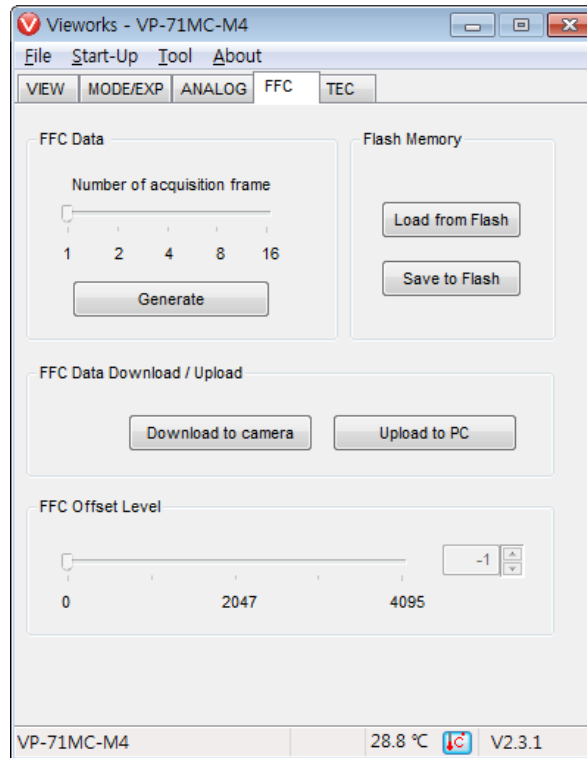 Vieworks - VP-71MC-M4
File Start-Up Tool About
VIEW MODE/EXP ANALOG FFC TEC
FFC Data
Number of acquisition frame
1 2 4 8 16
Generate
Flash Memory
Load from Flash
Save to Flash
FFC Data Download / Upload
Download to camera Upload to PC
FFC Offset Level
-1
0 2047 4095
VP-71MC-M4 28.8 ℃ V2.3.1